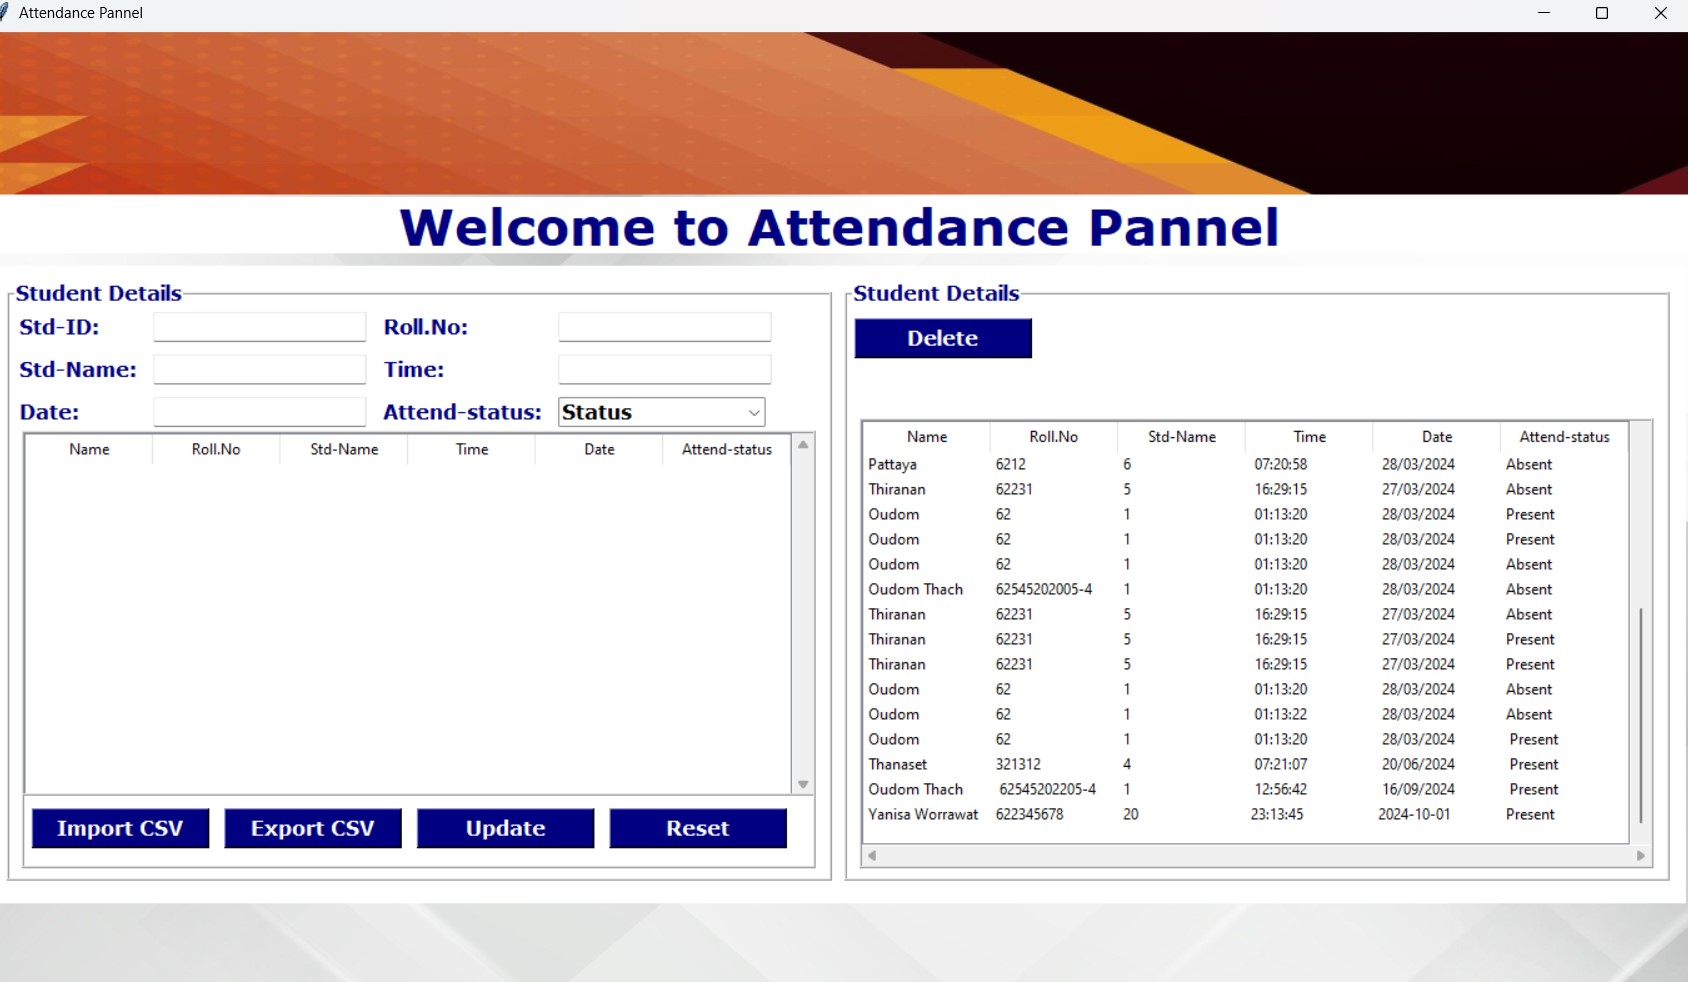 Attendance Pannel
Welcome to Attendance Pannel
Student Details
Std-ID: Roll.No:
Std-Name: Time:
Date: Attend-status: Status
Name Roll.No Std-Name Time Date Attend-status
Import CSV Export CSV Update Reset
Student Details
Delete
Name Roll.No Std-Name Time Date Attend-status
Pattaya 6212 6 07:20:58 28/03/2024 Absent
Thiranan 62231 5 16:29:15 27/03/2024 Absent
Oudom 62 1 01:13:20 28/03/2024 Present
Oudom 62 1 01:13:20 28/03/2024 Present
Oudom 62 1 01:13:20 28/03/2024 Absent
Oudom Thach 62545202005-4 1 01:13:20 28/03/2024 Absent
Thiranan 62231 5 16:29:15 27/03/2024 Absent
Thiranan 62231 5 16:29:15 27/03/2024 Present
Thiranan 62231 5 16:29:15 27/03/2024 Present
Oudom 62 1 01:13:20 28/03/2024 Absent
Oudom 62 1 01:13:22 28/03/2024 Absent
Oudom 62 1 01:13:20 28/03/2024 Present
Thanaset 321312 4 07:21:07 20/06/2024 Present
Oudom Thach 62545202205-4 1 12:56:42 16/09/2024 Present
Yanisa Worrawat 622345678 20 23:13:45 2024-10-01 Present